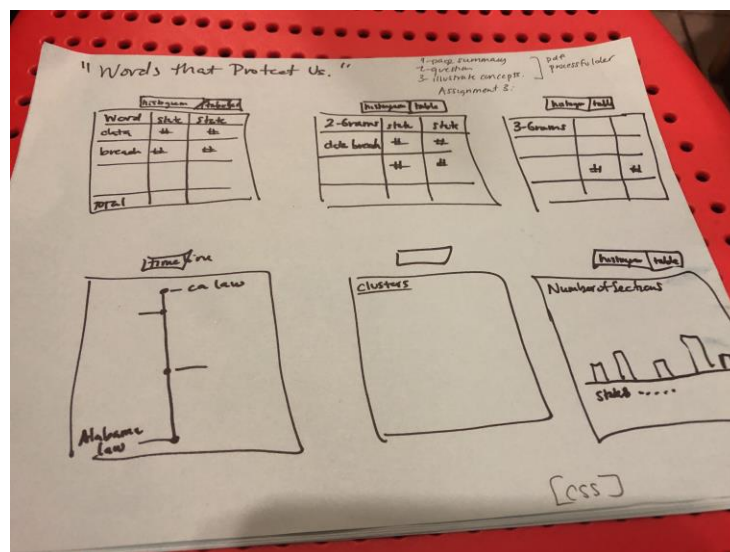 "Words that Protect Us."
1-page summary
2-question
3- illustrate concepts.
pdf
process folder
Assignment 3:
histogram
histogram table
histogram table
Word state state
data # #
breach # #
Total
2-Grams state state
data breach # #
# #
3-Grams
# #
Timeline
ca law
Alabama
law
Clusters
histogram table
Number of Sections
states .....
[CSS]